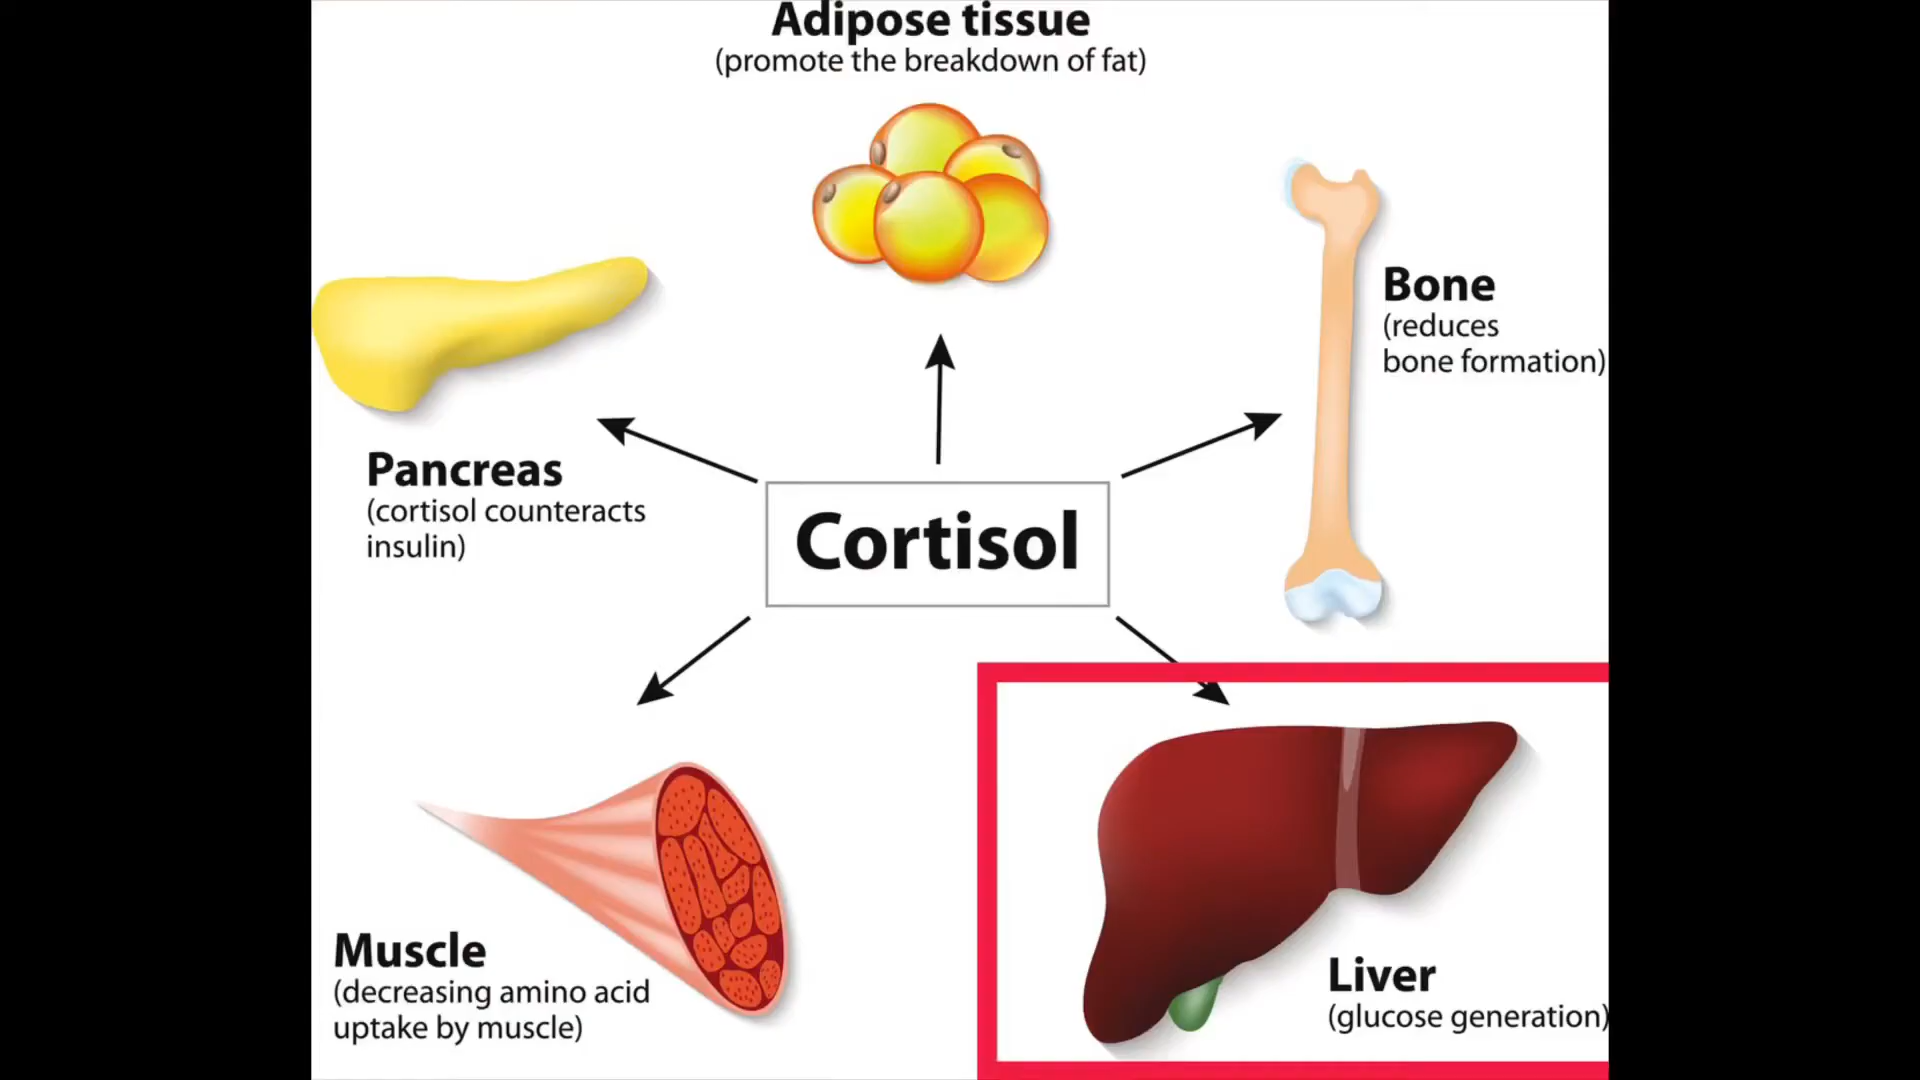 Adipose tissue
(promote the breakdown of fat)
Bone
(reduces
bone formation)
Pancreas
(cortisol counteracts
insulin)
Cortisol
Muscle
(decreasing amino acid
uptake by muscle)
Liver
(glucose generation)